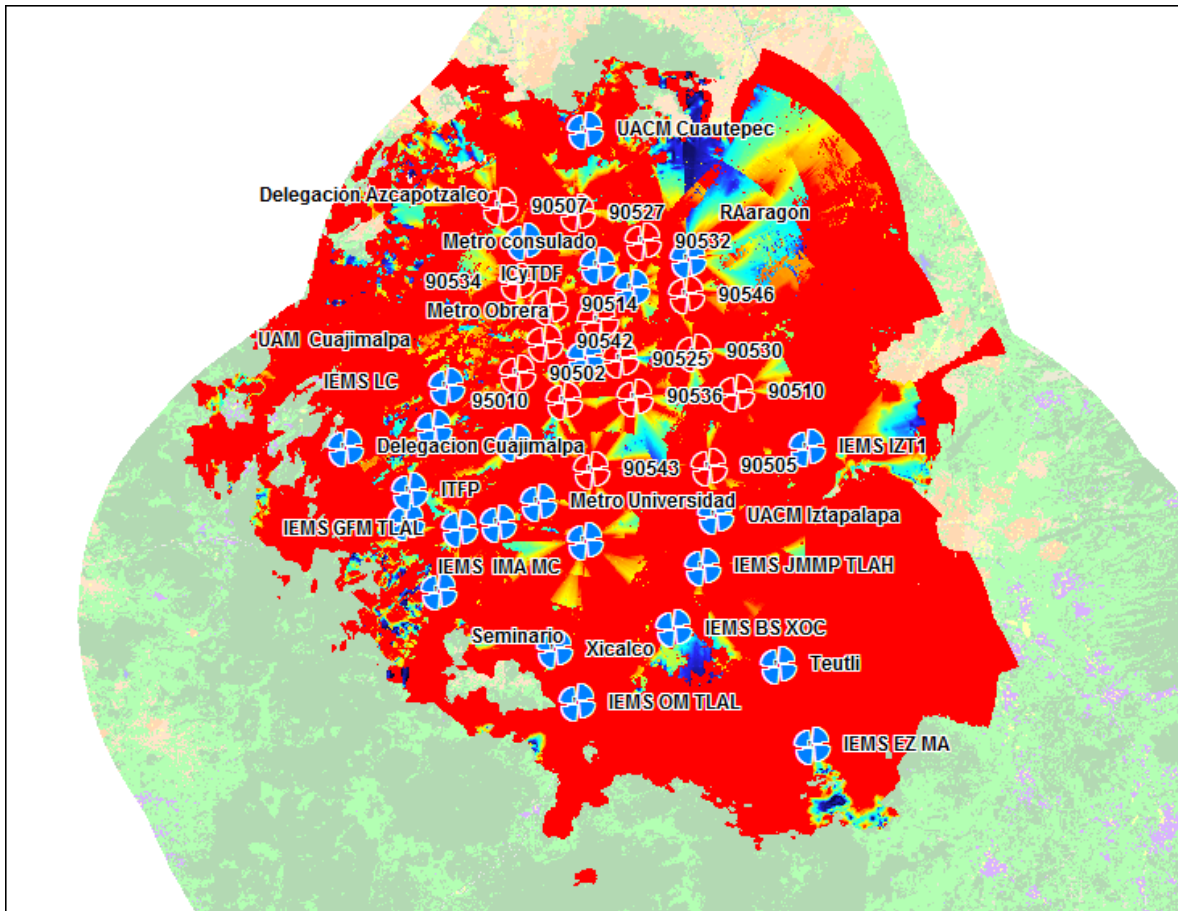 UACM Cuautepec
Delegación Azcapotzalco
90507
90527
RAaragon
Metro consulado
90532
90534
ICyTDF
90546
Metro Obrera
90514
UAM Cuajimalpa
90542
90525
90530
IEMS LC
90502
95010
90536
90510
Delegacion Cuajimalpa
IEMS IZT1
90543
90505
ITFP
Metro Universidad
IEMS GFM TLAL
UACM Iztapalapa
IEMS IMA MC
IEMS JMMP TLAH
Seminario
Xicalco
IEMS BS XOC
Teutli
IEMS OM TLAL
IEMS EZ MA